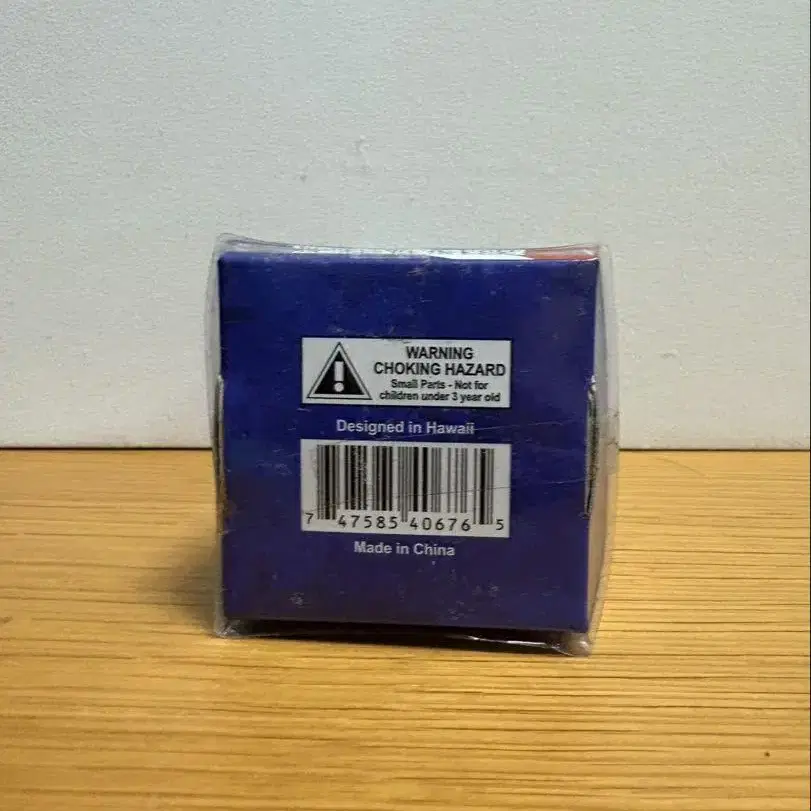 WARNING
CHOKING HAZARD
Small Parts - Not for
children under 3 year old
Designed in Hawaii
7 47585 40676 5
Made in China